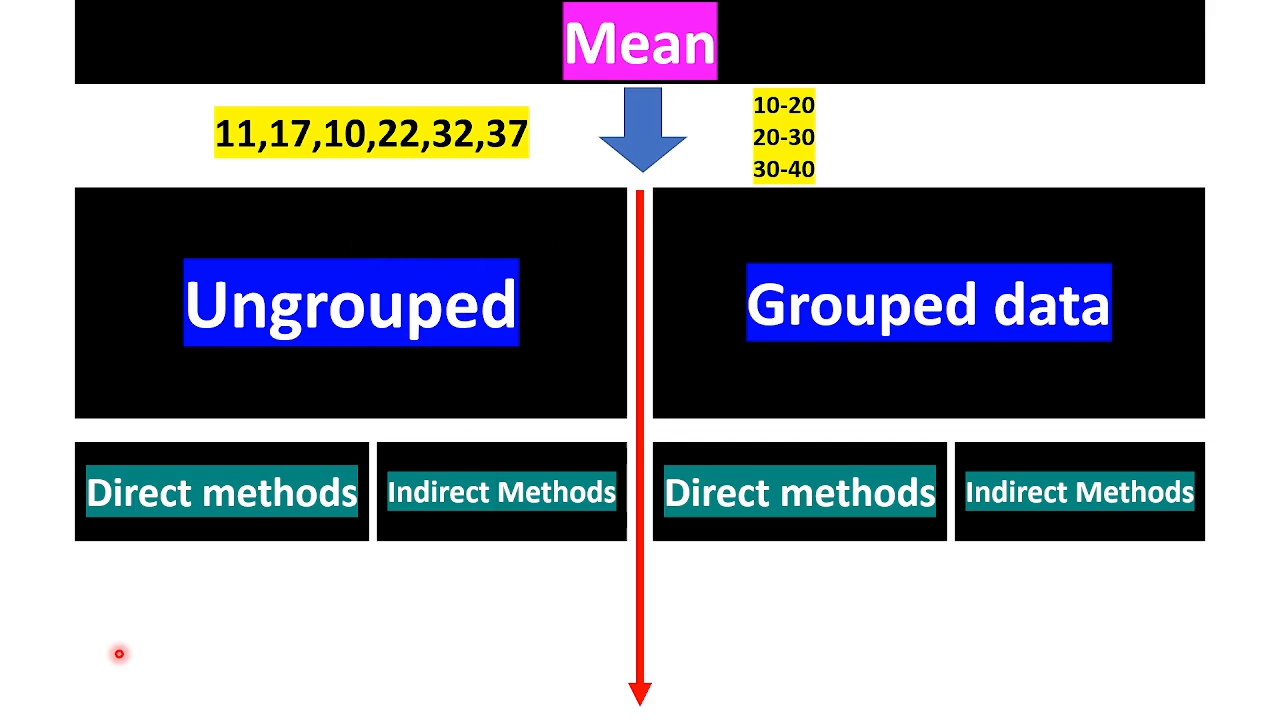 Mean
11,17,10,22,32,37
10-20
20-30
30-40
Ungrouped
Grouped data
Direct methods
Indirect Methods
Direct methods
Indirect Methods